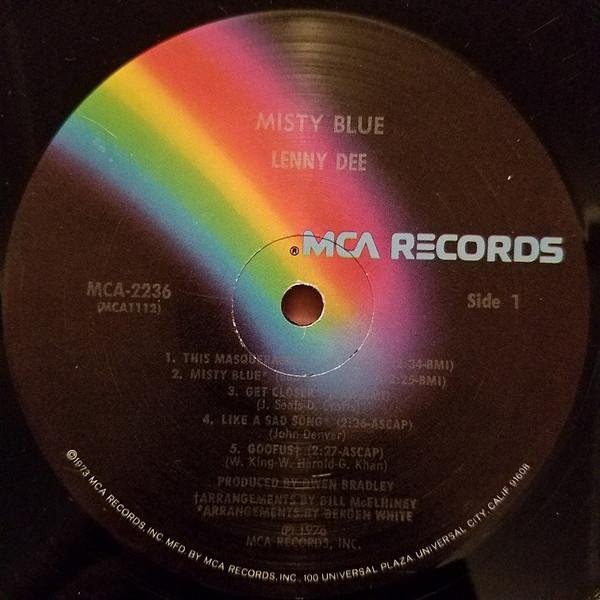 MISTY BLUE
LENNY DEE
® MCA RECORDS
MCA-2236
(MCA1112)
Side 1
1. THIS MASQUERADE 2:34-BMI)
2. MISTY BLUE* 2:25-BMI)
3. GET CLOSER
(J. Seals-D. Crofts)
4. LIKE A SAD SONG* (2:36-ASCAP)
(John Denver)
5. GOOFUS† (2:27-ASCAP)
(W. King-W. Harold-G. Khan)
PRODUCED BY OWEN BRADLEY
†ARRANGEMENTS BY BILL McELHINEY
*ARRANGEMENTS BY BERGEN WHITE
℗ 1976
MCA RECORDS, INC.
©1973 MCA RECORDS, INC. MFD. BY MCA RECORDS, INC., 100 UNIVERSAL PLAZA UNIVERSAL CITY, CALIF. 91608